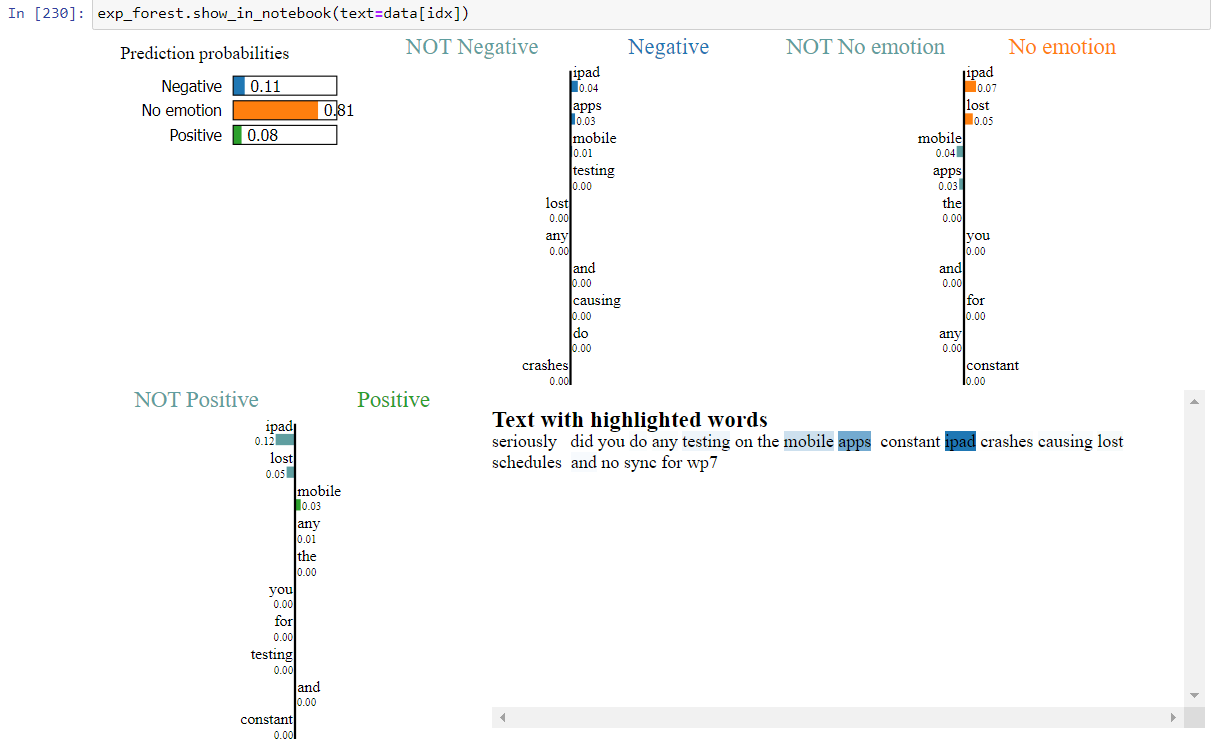 In [230]: exp_forest.show_in_notebook(text=data[idx])
Prediction probabilities
Negative 0.11
No emotion 0.81
Positive 0.08
NOT Negative Negative
ipad
0.04
apps
0.03
mobile
0.01
testing
0.00
lost
0.00
any
0.00
and
0.00
causing
0.00
do
0.00
crashes
0.00
NOT No emotion No emotion
ipad
0.07
lost
0.05
mobile
0.04
apps
0.03
the
0.00
you
0.00
and
0.00
for
0.00
any
0.00
constant
0.00
NOT Positive Positive
ipad
0.12
lost
0.05
mobile
0.03
any
0.01
the
0.00
you
0.00
for
0.00
testing
0.00
and
0.00
constant
0.00
Text with highlighted words
seriously did you do any testing on the mobile apps constant ipad crashes causing lost
schedules and no sync for wp7